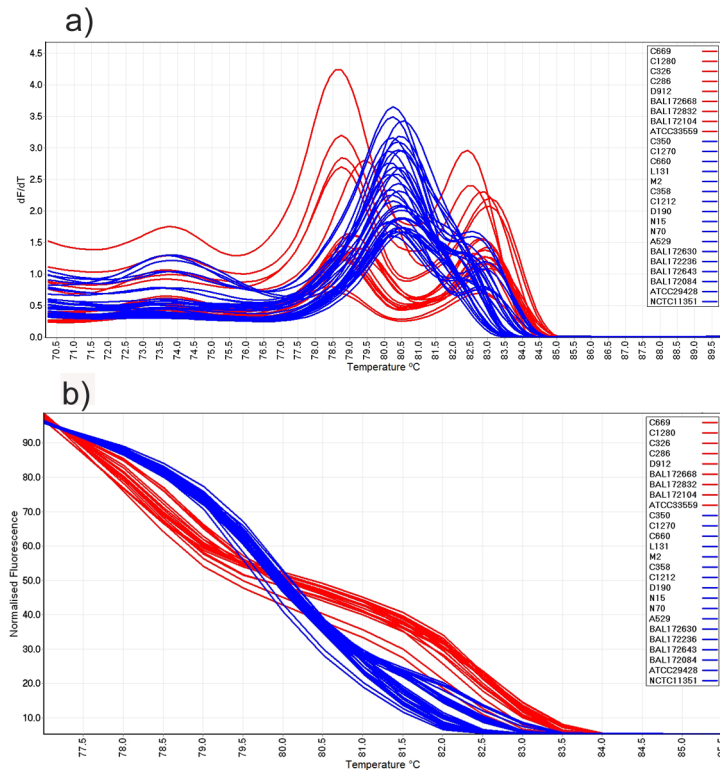 a)
4.5
4.0
3.5
3.0
2.5
2.0
1.5
1.0
0.5
0.0
dF/dT
70.0 70.5 71.0 71.5 72.0 72.5 73.0 73.5 74.0 74.5 75.0 75.5 76.0 76.5 77.0 77.5 78.0 78.5 79.0 79.5 80.0 80.5 81.0 81.5 82.0 82.5 83.0 83.5 84.0 84.5 85.0 85.5 86.0 86.5 87.0 87.5 88.0 88.5 89.0 89.5
Temperature °C
C669
C1280
C326
C286
D912
BAL172668
BAL172832
BAL172104
ATCC33559
C350
C1270
C660
L131
M2
C358
C1212
D190
N15
N70
A529
BAL172630
BAL172236
BAL172643
BAL172084
ATCC29428
NCTC11351
b)
90.0
80.0
70.0
60.0
50.0
40.0
30.0
20.0
10.0
Normalised Fluorescence
77.5 78.0 78.5 79.0 79.5 80.0 80.5 81.0 81.5 82.0 82.5 83.0 83.5 84.0 84.5 85.0
Temperature °C
C669
C1280
C326
C286
D912
BAL172668
BAL172832
BAL172104
ATCC33559
C350
C1270
C660
L131
M2
C358
C1212
D190
N15
N70
A529
BAL172630
BAL172236
BAL172643
BAL172084
ATCC29428
NCTC11351